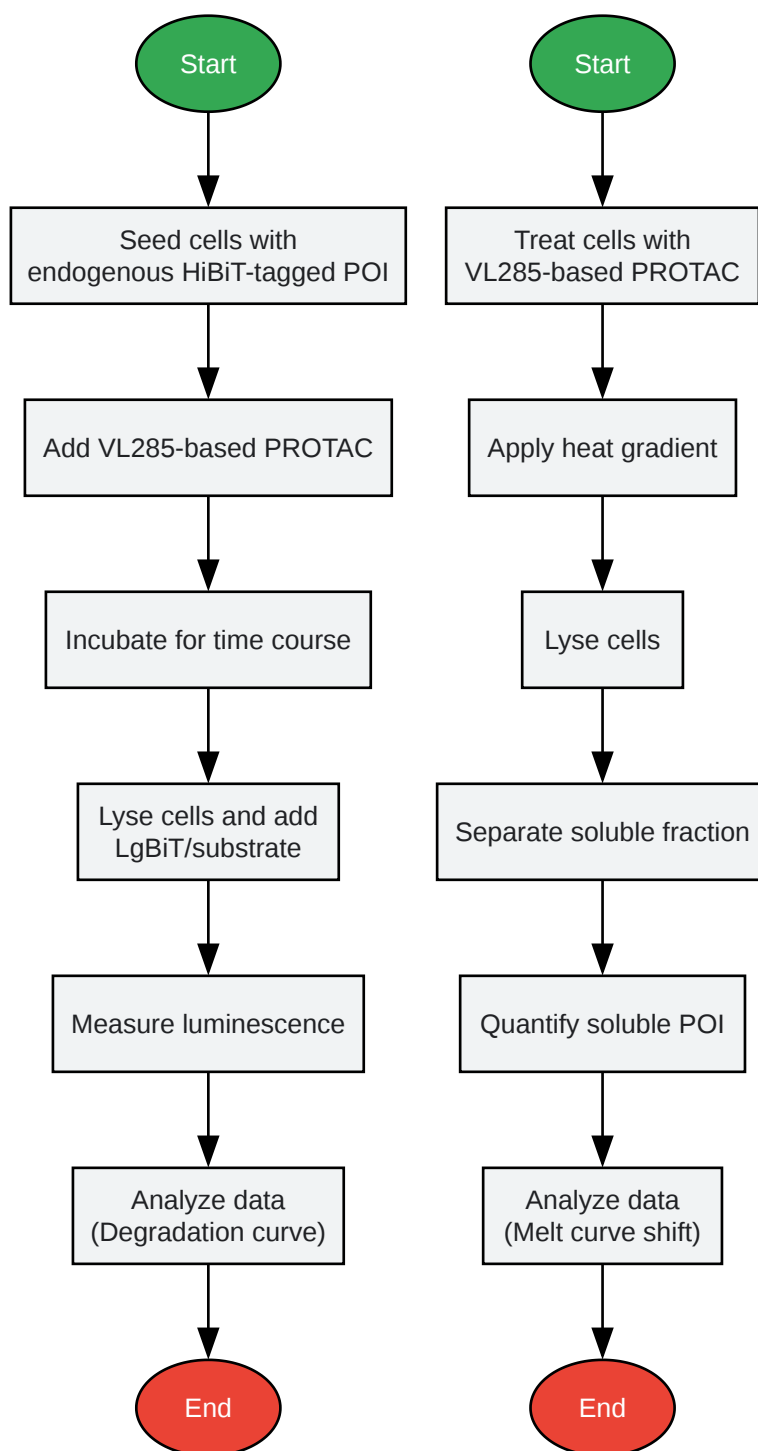 Start
Seed cells with
endogenous HiBiT-tagged POI
Add VL285-based PROTAC
Incubate for time course
Lyse cells and add
LgBiT/substrate
Measure luminescence
Analyze data
(Degradation curve)
End
Start
Treat cells with
VL285-based PROTAC
Apply heat gradient
Lyse cells
Separate soluble fraction
Quantify soluble POI
Analyze data
(Melt curve shift)
End